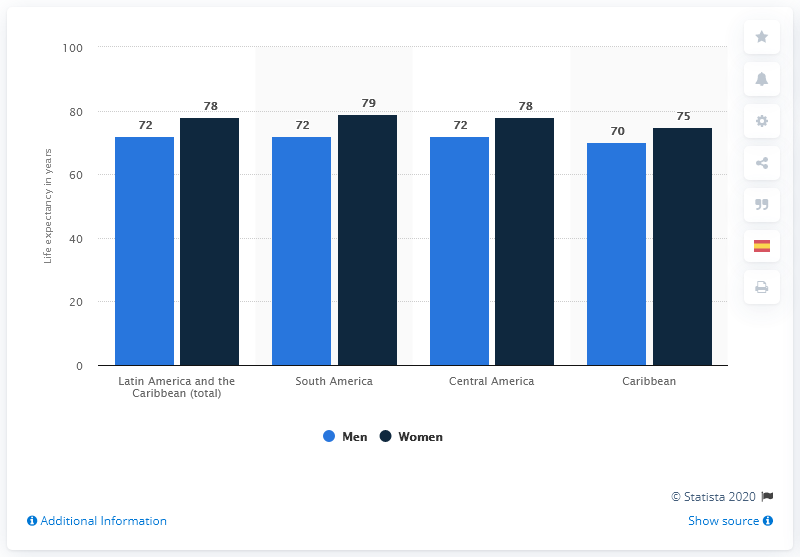 100
80
60
40
20
0
Life expectancy in years
72
78
72
79
72
78
70
75
Latin America and the
Caribbean (total)
South America
Central America
Caribbean
Men
Women
© Statista 2020
Additional Information
Show source